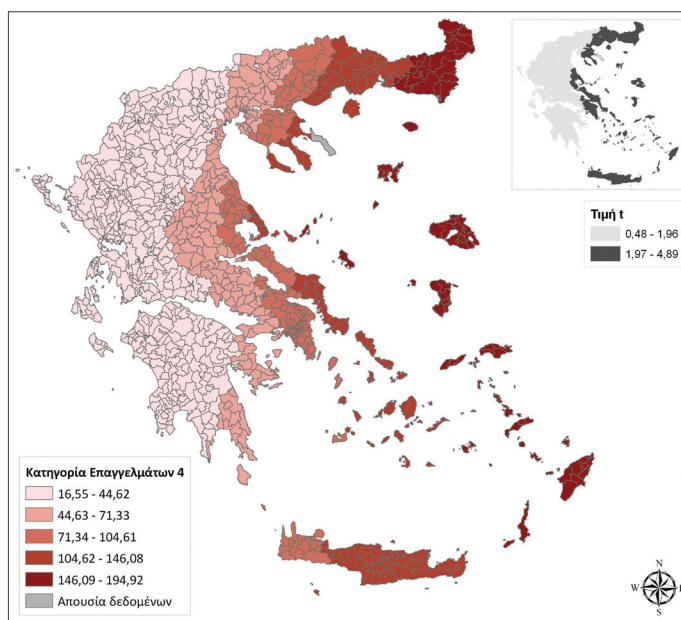 Τιμή t
0,48 - 1,96
1,97 - 4,89
Κατηγορία Επαγγελμάτων 4
16,55 - 44,62
44,63 - 71,33
71,34 - 104,61
104,62 - 146,08
146,09 - 194,92
Απουσία δεδομένων
N
W E
S